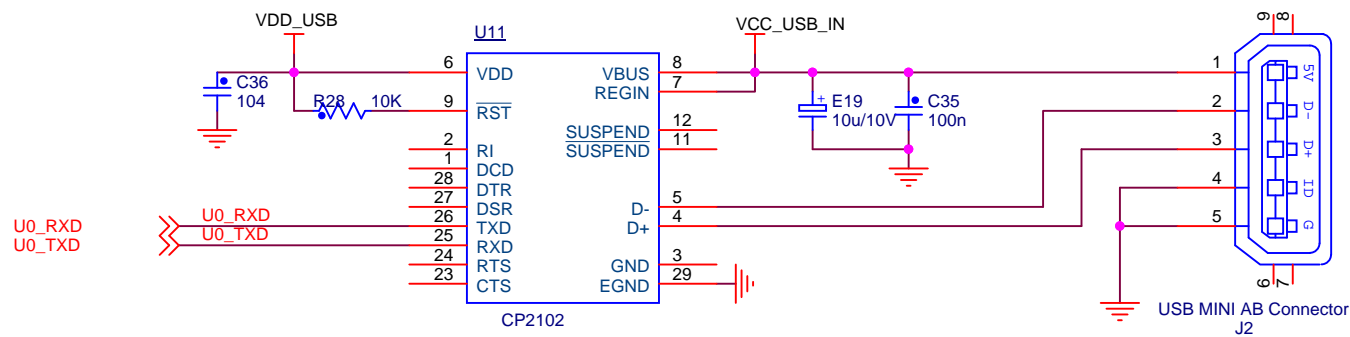 VDD_USB
U11
VCC_USB_IN
9 8
C36
104
6 VDD
VBUS 8
REGIN 7
R28 10K
9 RST
E19
+
10u/10V
C35
100n
SUSPEND 12
SUSPEND 11
2 RI
1 DCD
28 DTR
27 DSR
26 TXD
25 RXD
24 RTS
23 CTS
D- 5
D+ 4
GND 3
EGND 29
U0_RXD
U0_TXD
U0_RXD
U0_TXD
CP2102
1 5V
2 D-
3 D+
4 ID
5 G
6 7
USB MINI AB Connector
J2